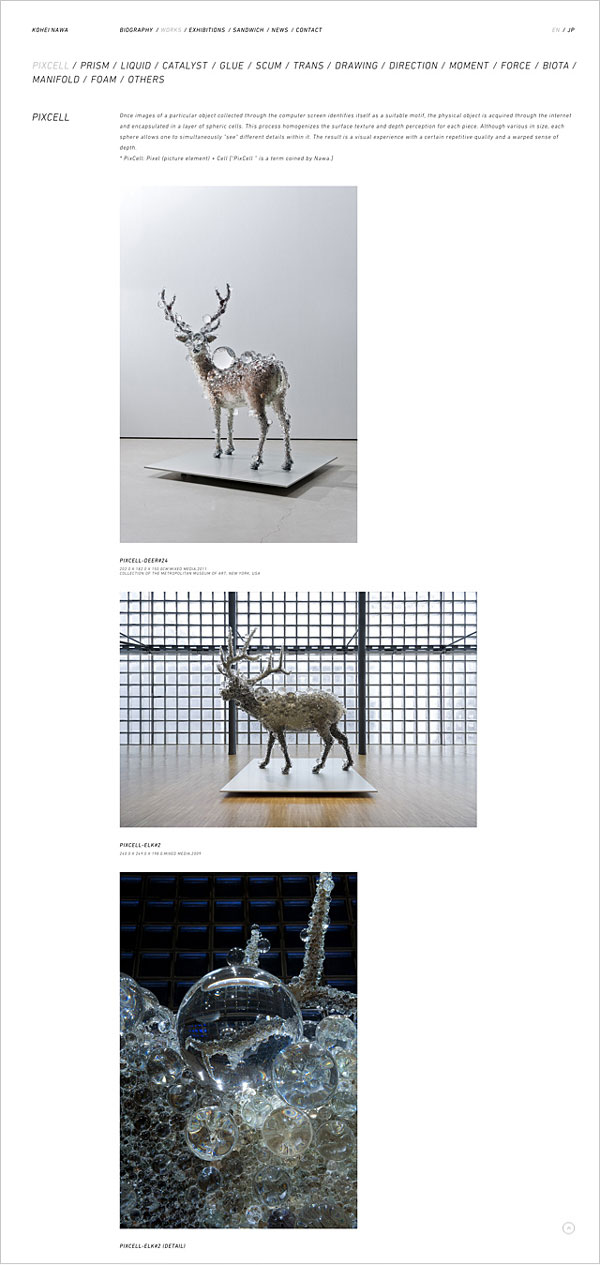 KOHEI NAWA
BIOGRAPHY / WORKS / EXHIBITIONS / SANDWICH / NEWS / CONTACT
EN / JP
PIXCELL / PRISM / LIQUID / CATALYST / GLUE / SCUM / TRANS / DRAWING / DIRECTION / MOMENT / FORCE / BIOTA /
MANIFOLD / FOAM / OTHERS
PIXCELL
Once images of a particular object collected through the computer screen identifies itself as a suitable motif, the physical object is acquired through the internet
and encapsulated in a layer of spheric cells. This process homogenizes the surface texture and depth perception for each piece. Although various in size, each
sphere allows one to simultaneously "see" different details within it. The result is a visual experience with a certain repetitive quality and a warped sense of
depth.
* PixCell: Pixel (picture element) + Cell ["PixCell " is a term coined by Nawa.]
PIXCELL-DEER#24
MIXED MEDIA, 2011
COLLECTION OF THE METROPOLITAN MUSEUM OF ART, NEW YORK, USA
PIXCELL-ELK#2
MIXED MEDIA, 2009
PIXCELL-ELK#2 (DETAIL)